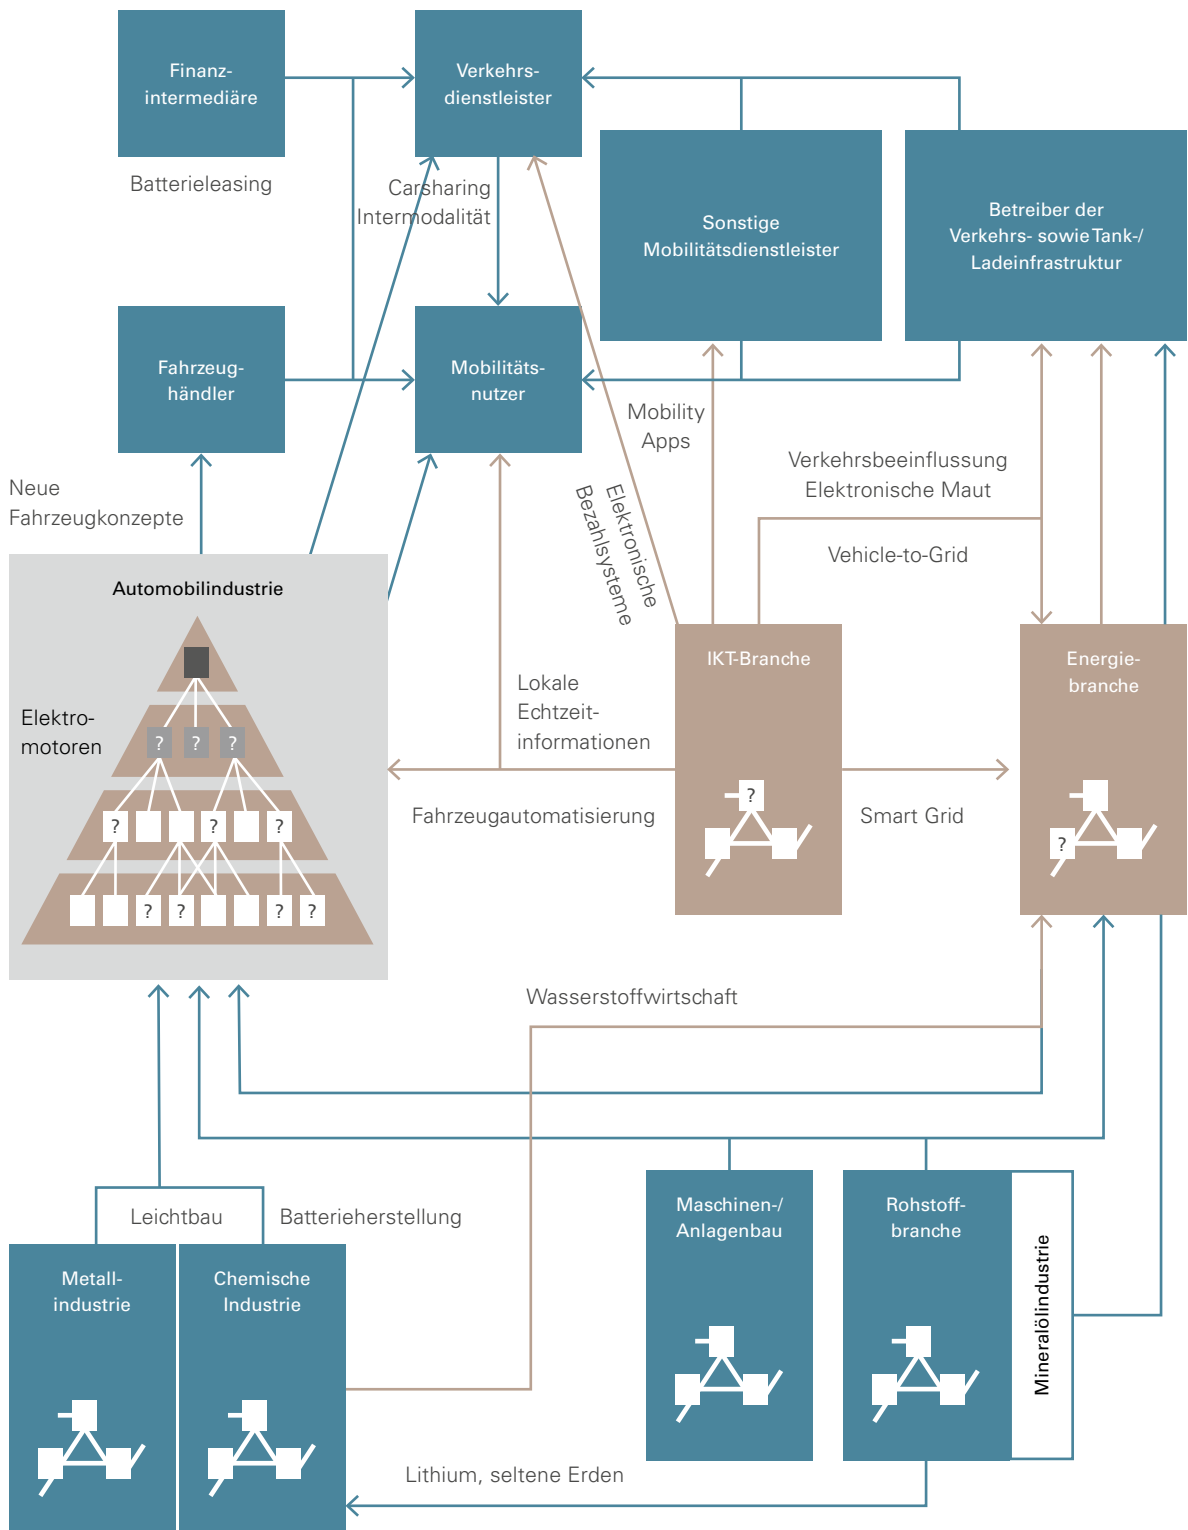 Finanz-
intermediäre
Verkehrs-
dienstleister
Batterieleasing
Carsharing
Intermodalität
Sonstige
Mobilitätsdienstleister
Betreiber der
Verkehrs- sowie Tank-/
Ladeinfrastruktur
Fahrzeug-
händler
Mobilitäts-
nutzer
Mobility
Apps
Neue
Fahrzeugkonzepte
Elektronische
Bezahlsysteme
Verkehrsbeeinflussung
Elektronische Maut
Vehicle-to-Grid
Automobilindustrie
Elektro-
motoren
? ? ?
? ? ?
? ? ? ?
Lokale
Echtzeit-
informationen
Fahrzeugautomatisierung
IKT-Branche
?
Smart Grid
Energie-
branche
?
Wasserstoffwirtschaft
Leichtbau
Batterieherstellung
Metall-
industrie
Chemische
Industrie
Maschinen-/
Anlagenbau
Rohstoff-
branche
Mineralölindustrie
Lithium, seltene Erden